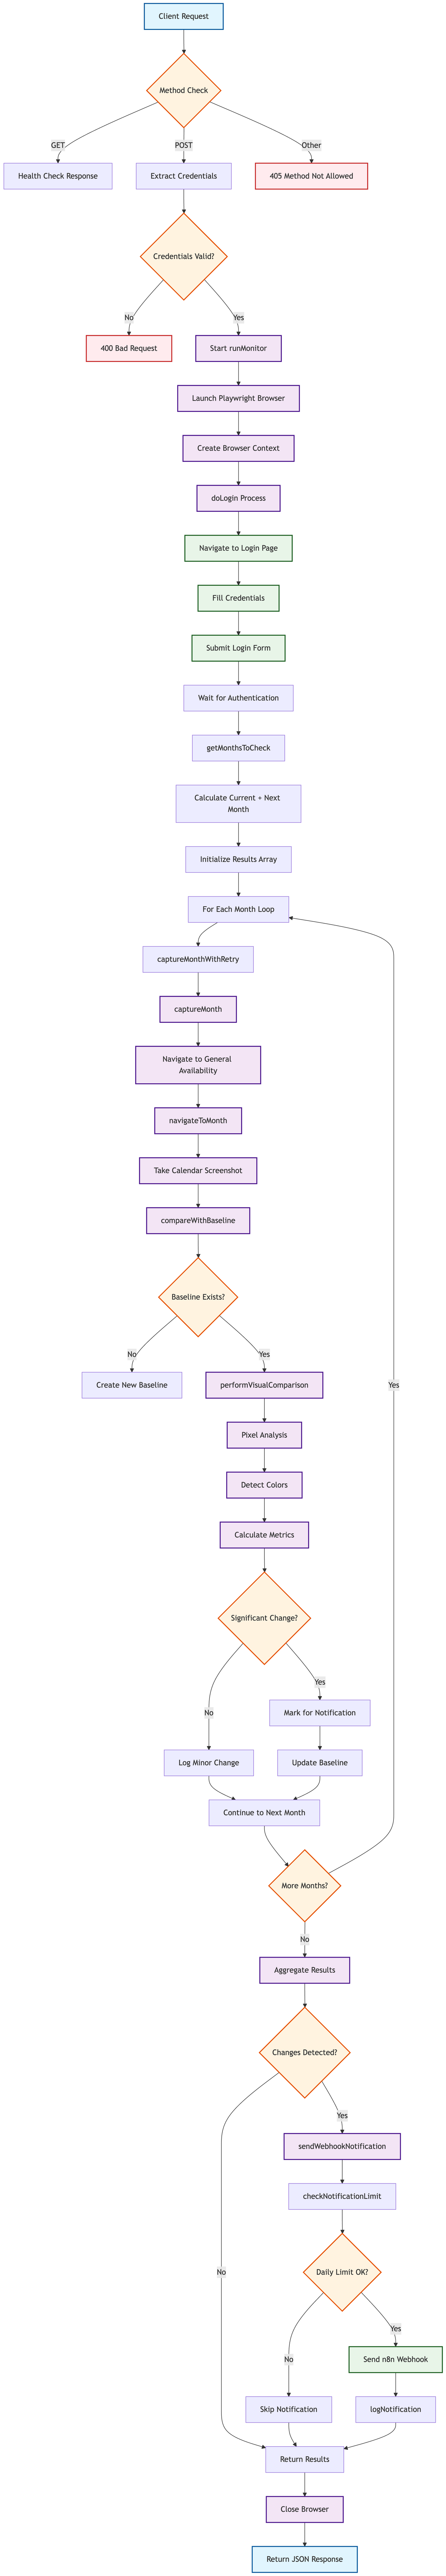 Client Request
Method Check
GET
POST
Other
Health Check Response
Extract Credentials
405 Method Not Allowed
Credentials Valid?
No
Yes
400 Bad Request
Start runMonitor
Launch Playwright Browser
Create Browser Context
doLogin Process
Navigate to Login Page
Fill Credentials
Submit Login Form
Wait for Authentication
getMonthsToCheck
Calculate Current + Next
Month
Initialize Results Array
For Each Month Loop
captureMonthWithRetry
captureMonth
Navigate to General
Availability
navigateToMonth
Take Calendar Screenshot
compareWithBaseline
Baseline Exists?
No
Yes
Yes
Create New Baseline
performVisualComparison
Pixel Analysis
Detect Colors
Calculate Metrics
Significant Change?
Yes
No
Mark for Notification
Log Minor Change
Update Baseline
Continue to Next Month
More Months?
No
Aggregate Results
Changes Detected?
Yes
sendWebhookNotification
checkNotificationLimit
No
Daily Limit OK?
Yes
No
Send n8n Webhook
Skip Notification
logNotification
Return Results
Close Browser
Return JSON Response